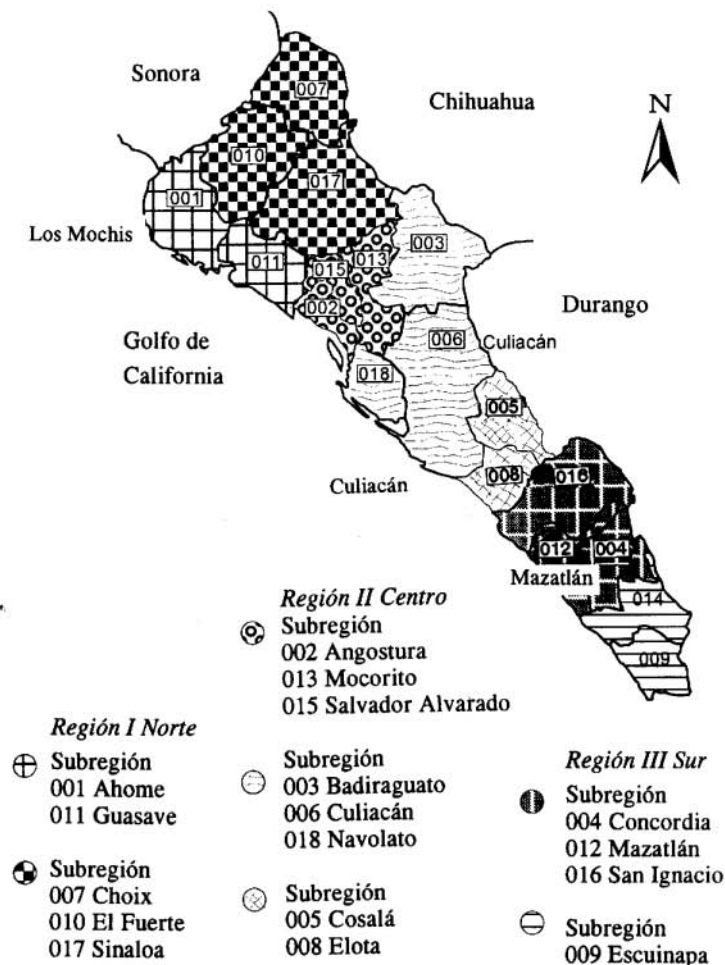 Sonora
007
Chihuahua
N
010
017
001
Los Mochis
003
011
015
013
Durango
002
006
Culiacán
Golfo de
California
018
005
Culiacán
008
016
012
004
Mazatlán
014
009
Región II Centro
Subregión
002 Angostura
013 Mocorito
015 Salvador Alvarado
Región I Norte
Subregión
001 Ahome
011 Guasave
Subregión
003 Badiraguato
006 Culiacán
018 Navolato
Región III Sur
Subregión
004 Concordia
012 Mazatlán
016 San Ignacio
Subregión
007 Choix
010 El Fuerte
017 Sinaloa
Subregión
005 Cosalá
008 Elota
Subregión
009 Escuinapa